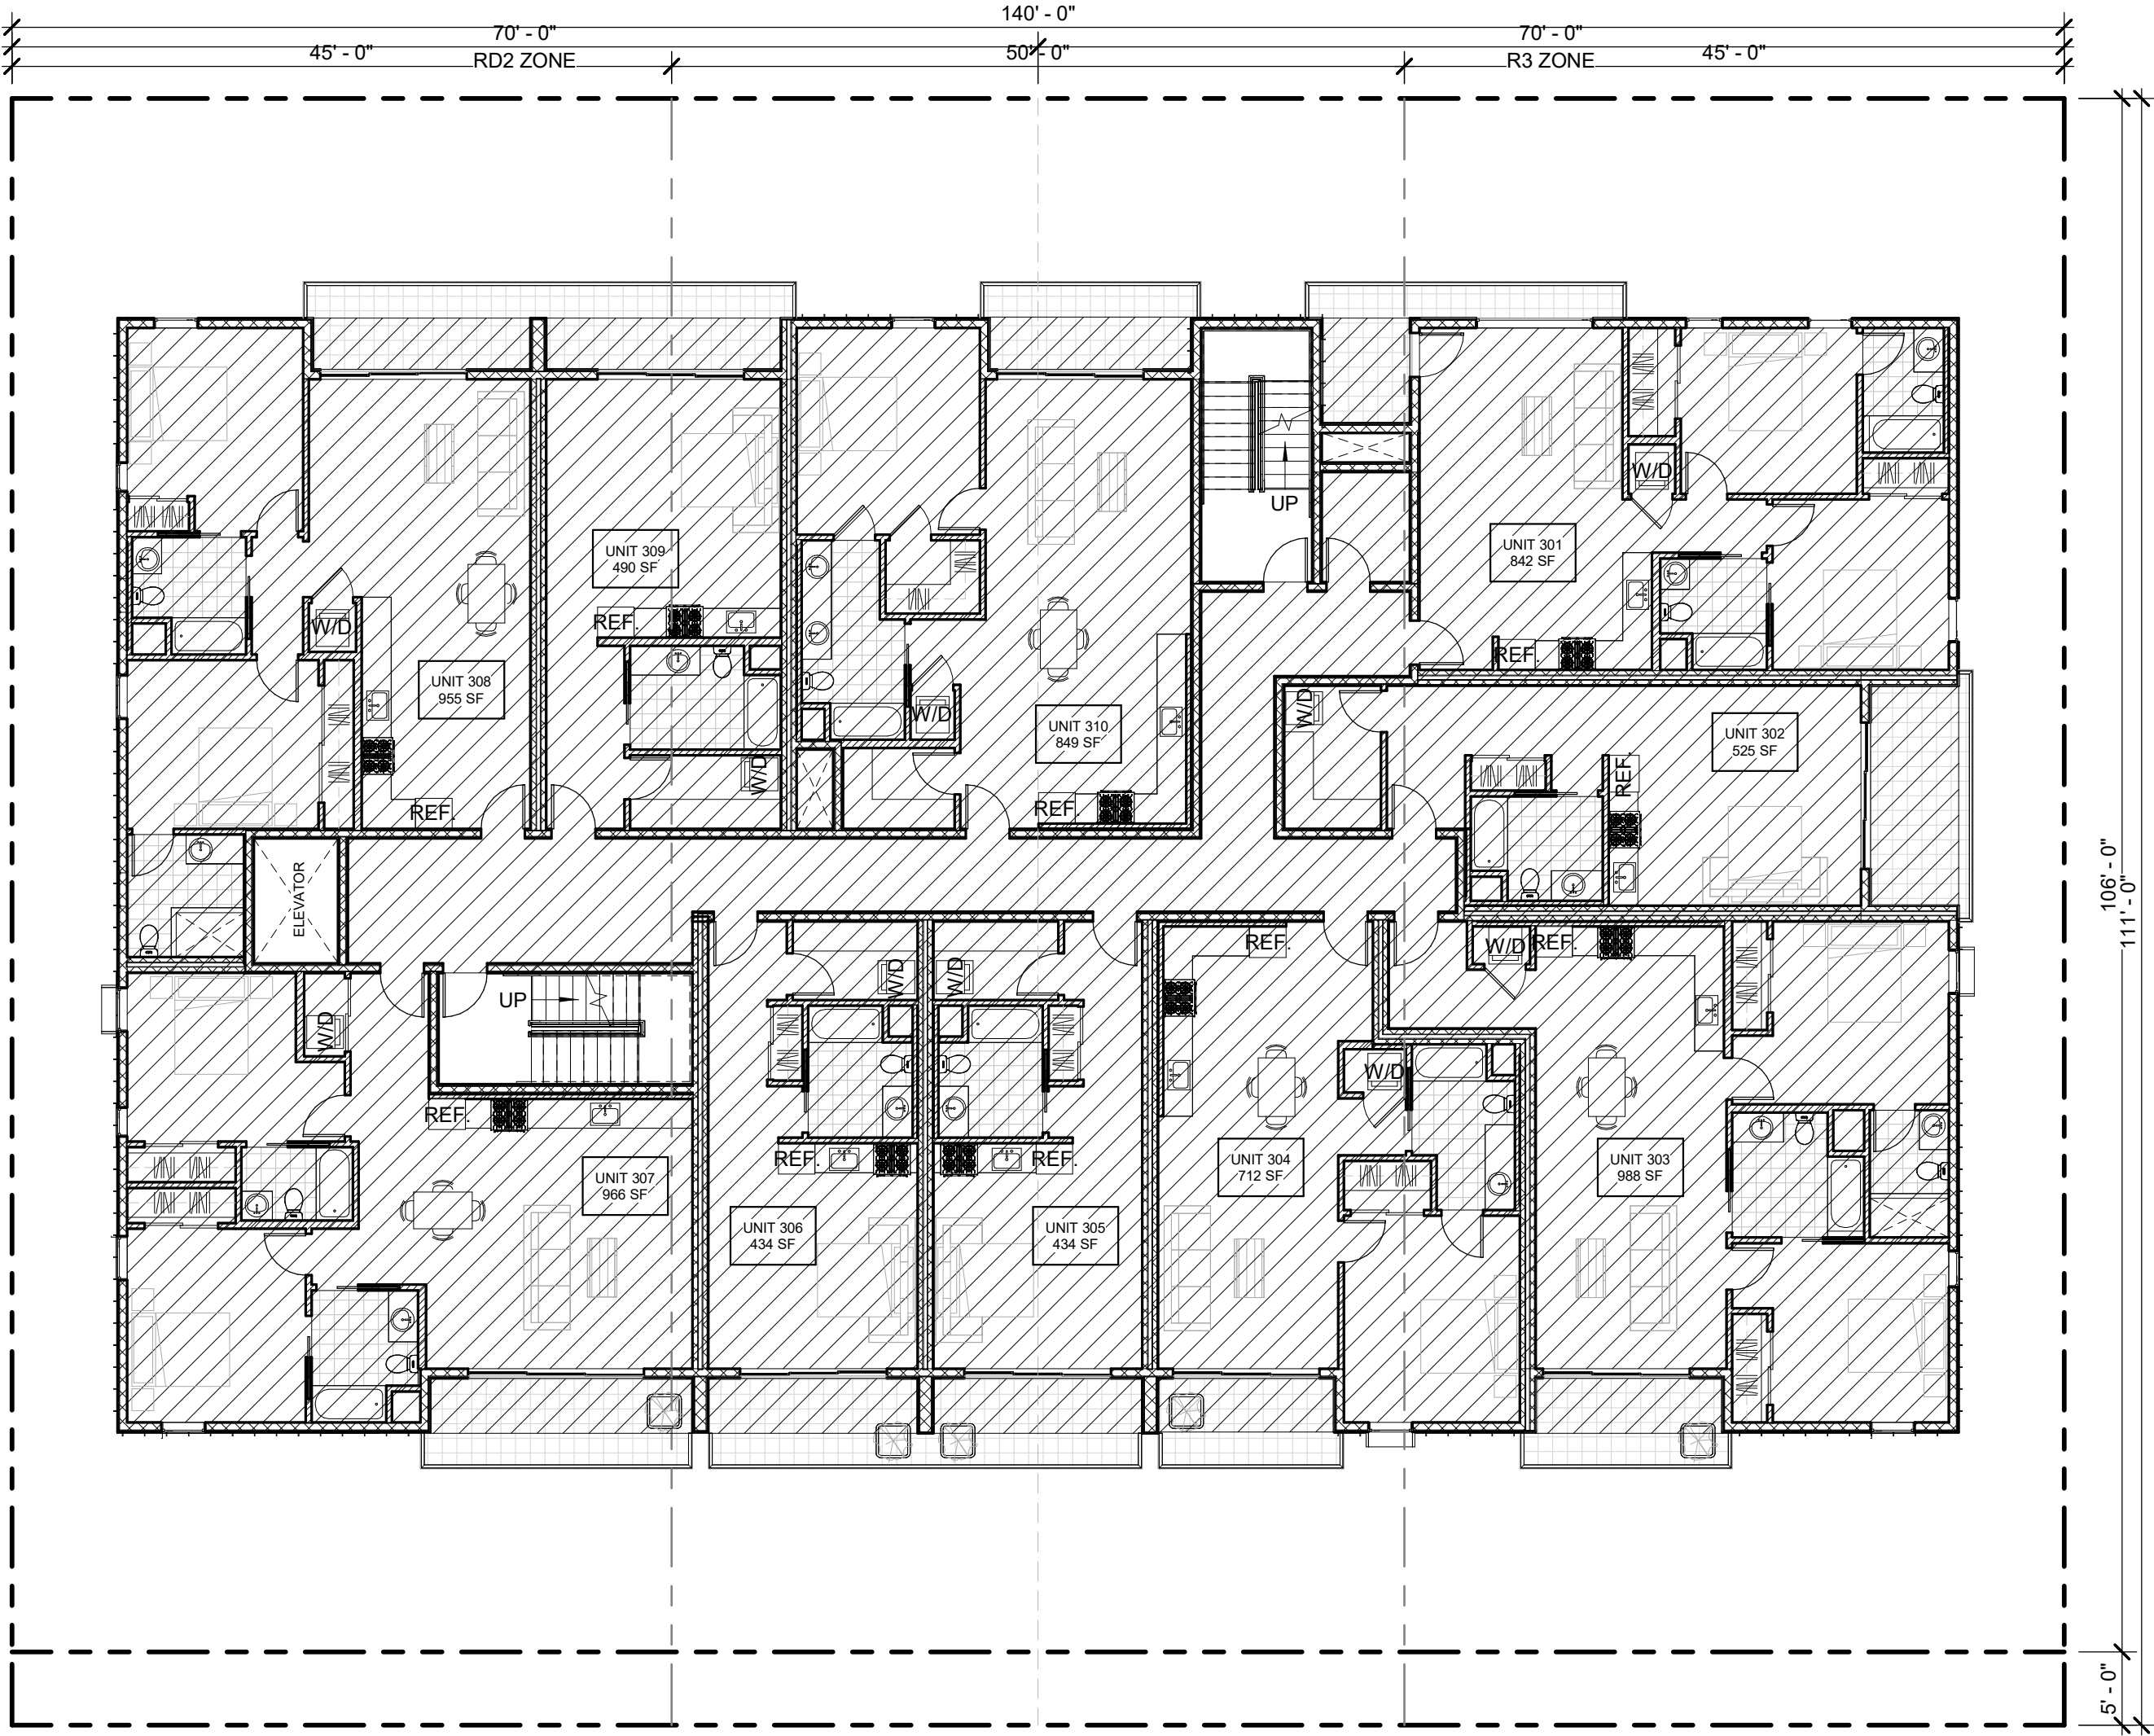 140' - 0"
70' - 0"
70' - 0"
45' - 0"
50' - 0"
45' - 0"
RD2 ZONE
R3 ZONE
W/D
UP
UNIT 309
490 SF
UNIT 301
842 SF
REF.
W/D
REF.
UNIT 308
955 SF
W/D
W/D
UNIT 310
849 SF
UNIT 302
525 SF
W/D
REF.
REF.
REF.
ELEVATOR
106' - 0"
111' - 0"
REF.
W/D
REF.
W/D
W/D
UP
W/D
W/D
REF.
REF.
REF.
UNIT 304
712 SF
UNIT 303
988 SF
UNIT 307
966 SF
UNIT 306
434 SF
UNIT 305
434 SF
5' - 0"